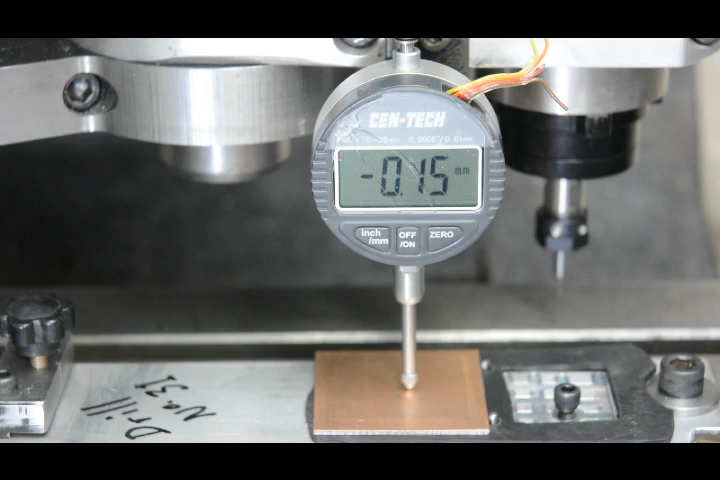 CEN-TECH
0.0005"/0.01mm
-0.15 mm
Inch
/mm
OFF
/ON
ZERO
Drill
No. 31